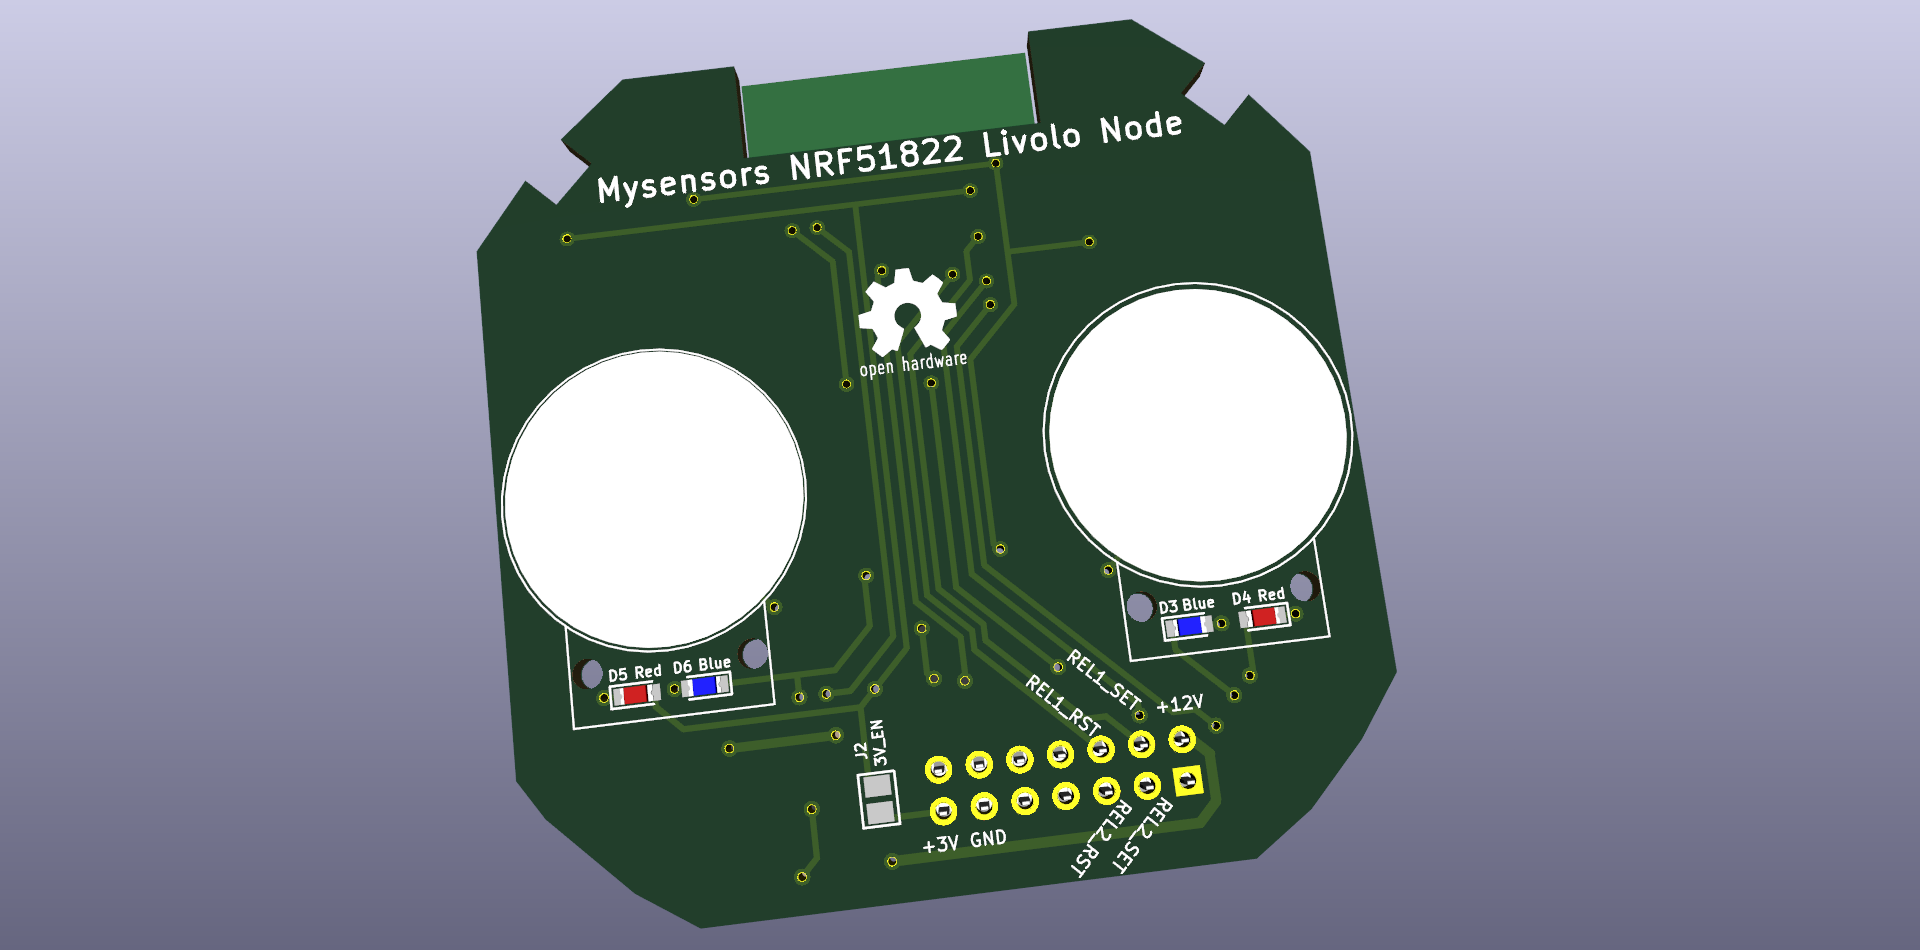 Mysensors NRF51822 Livolo Node
open hardware
D3 Blue
D4 Red
D5 Red
D6 Blue
REL1_SET
REL1_RST
+12V
J2
3V_EN
+3V GND
REL2_RST
REL2_SET